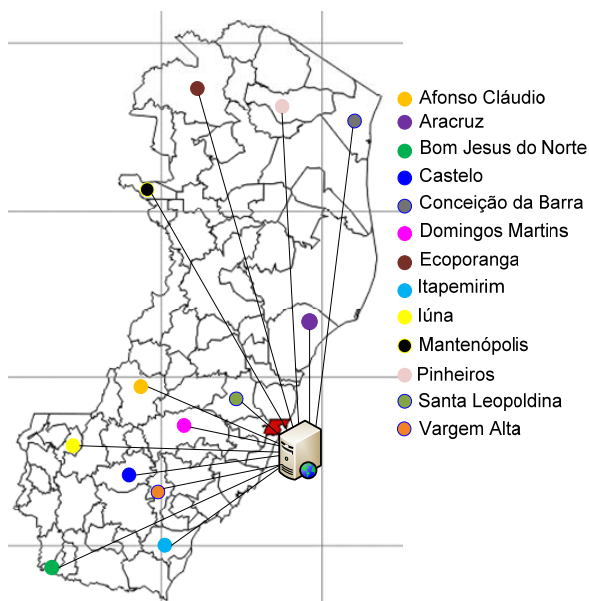 Afonso Cláudio
Aracruz
Bom Jesus do Norte
Castelo
Conceição da Barra
Domingos Martins
Ecoporanga
Itapemirim
Iúna
Mantenópolis
Pinheiros
Santa Leopoldina
Vargem Alta